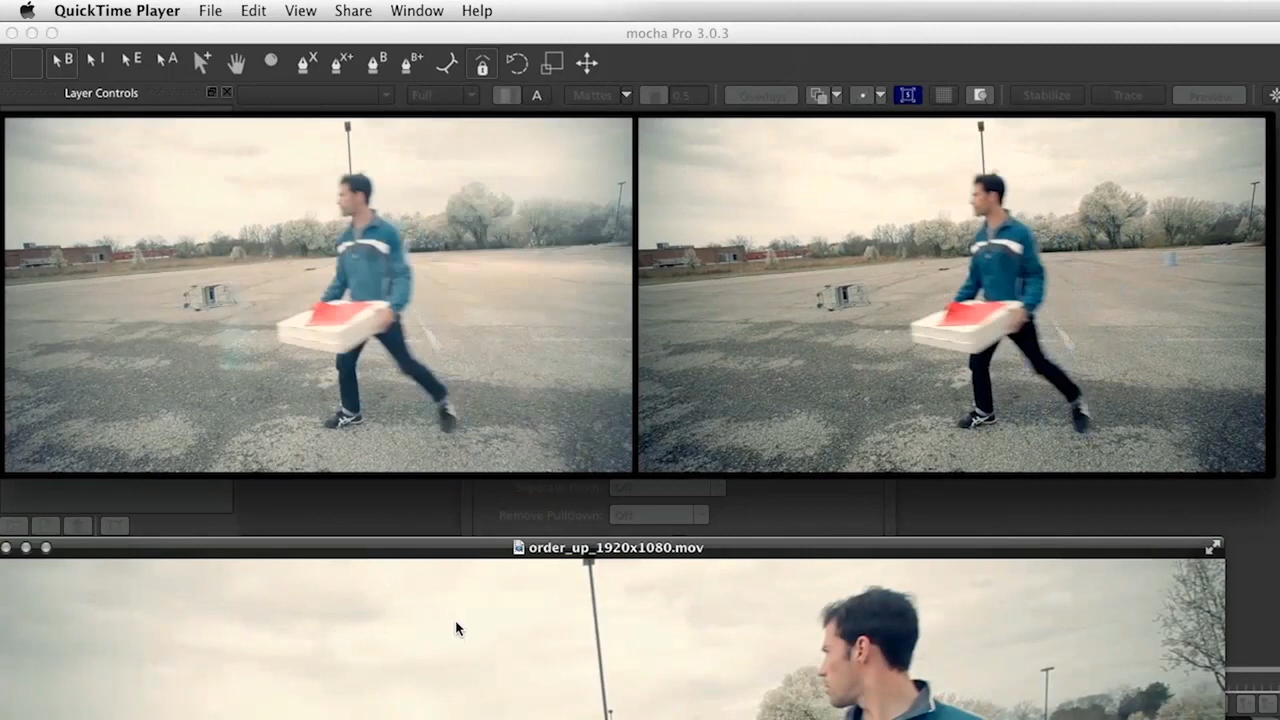 QuickTime Player File Edit View Share Window Help
mocha Pro 3.0.3
B I E A X X+ B B+
Layer Controls Full A Mattes 0.5 Overlays S Stabilize Trace Preview
Separate Fields: Off
Remove Pulldown: Off
order_up_1920x1080.mov